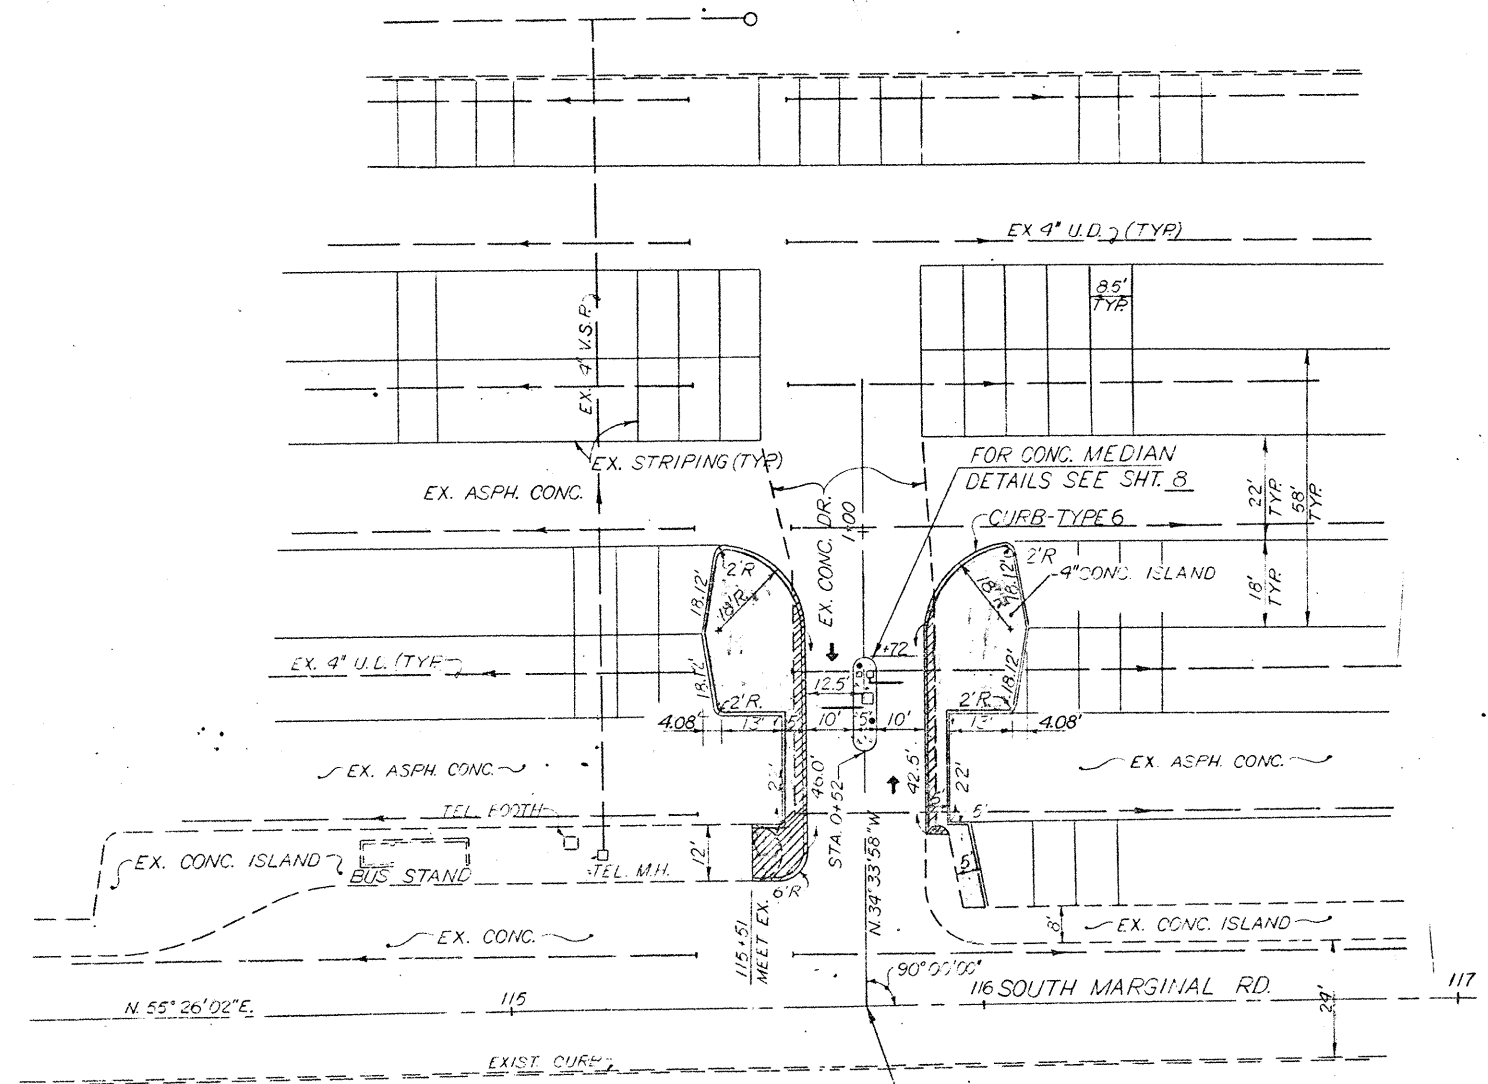 EX 4" U.D. (TYP.)
8.5'
TYP.
EX. 4" V.S.P.
EX. STRIPING (TYP.)
FOR CONC. MEDIAN
DETAILS SEE SHT. 8
EX. ASPH. CONC.
EX. CONC. DR.
1+00
CURB-TYPE 6
22'
TYP.
58'
TYP.
2'R
18'R.
18.12'
2'R
18'R
18.12'
4" CONC. ISLAND
18'
TYP.
EX. 4" U.D. (TYP.)
+72
12.5'
18.12'
2'R.
18.12'
2'R.
4.08'
13'
5'
10'
5'
10'
13'
4.08'
EX. ASPH. CONC.
22'
46.0'
42.5'
22'
EX. ASPH. CONC.
TEL. BOOTH
STA. 0+52
5'
5'
EX. CONC. ISLAND
BUS STAND
TEL. M.H.
12'
6'R
5'
N. 34° 33' 58" W
8'
EX. CONC. ISLAND
EX. CONC.
115+51
MEET EX.
90° 00' 00"
N. 55° 26' 02" E.
115
116
SOUTH MARGINAL RD.
117
24'
EXIST. CURB